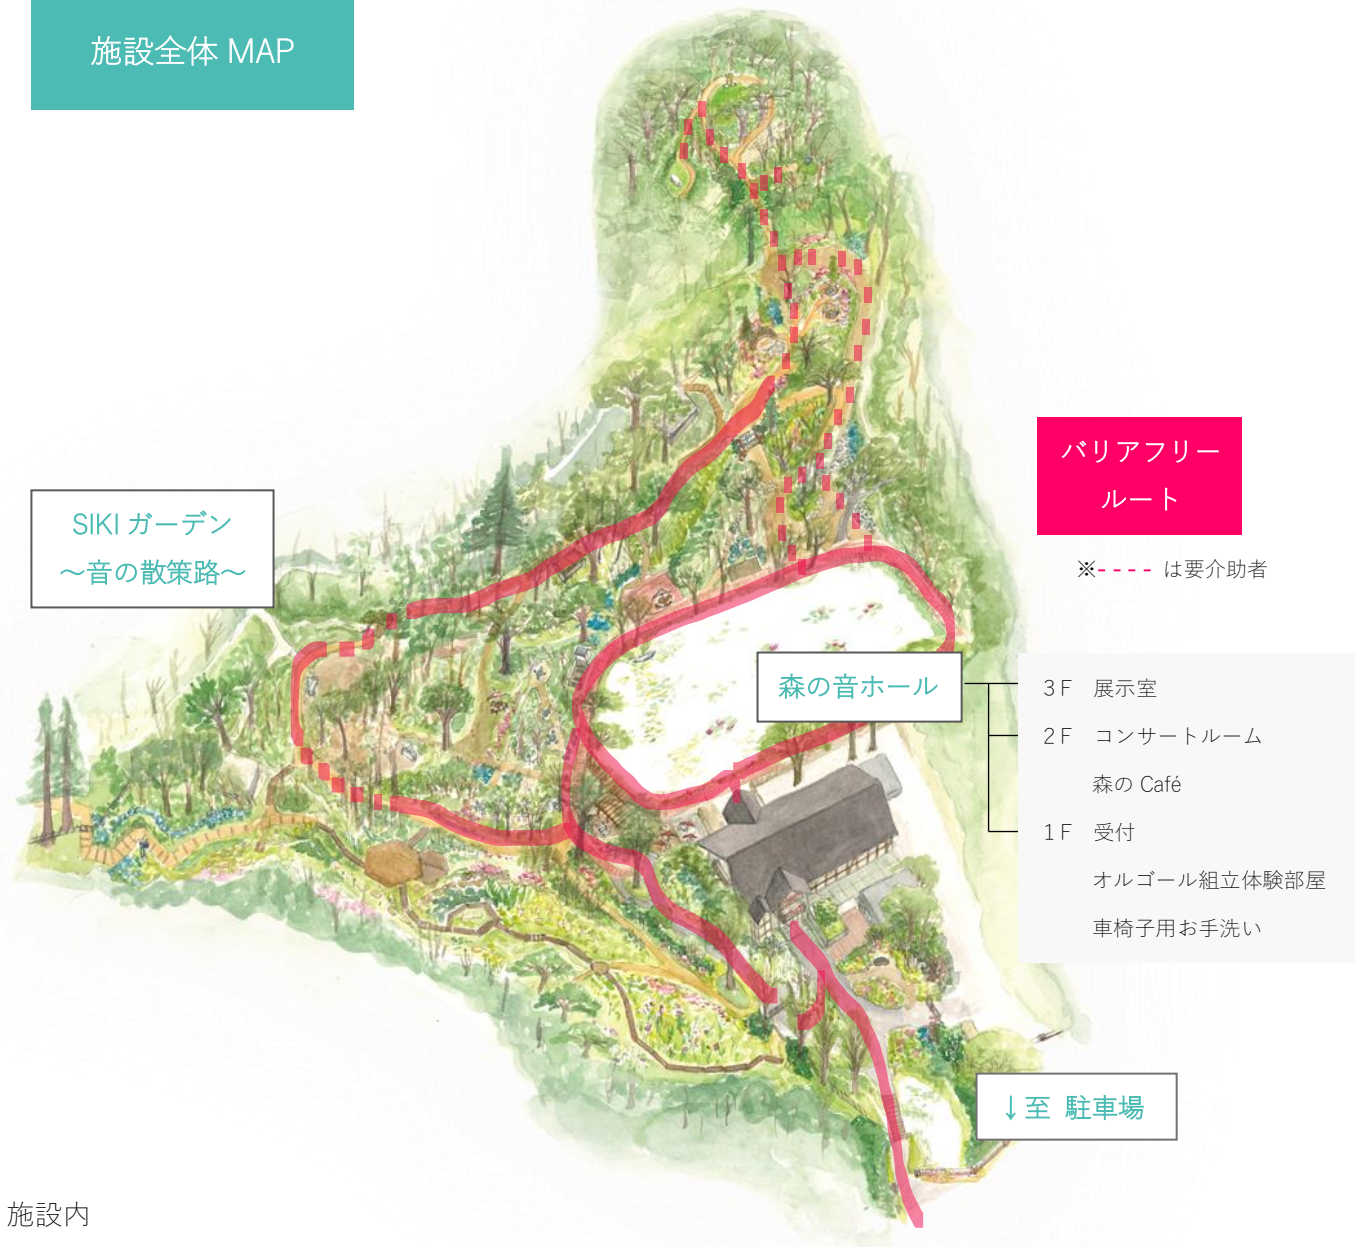 施設全体 MAP
バリアフリー
ルート
※---- は要介助者
SIKI ガーデン
～音の散策路～
森の音ホール
3F 展示室
2F コンサートルーム
森の Café
1F 受付
オルゴール組立体験部屋
車椅子用お手洗い
↓至 駐車場
施設内